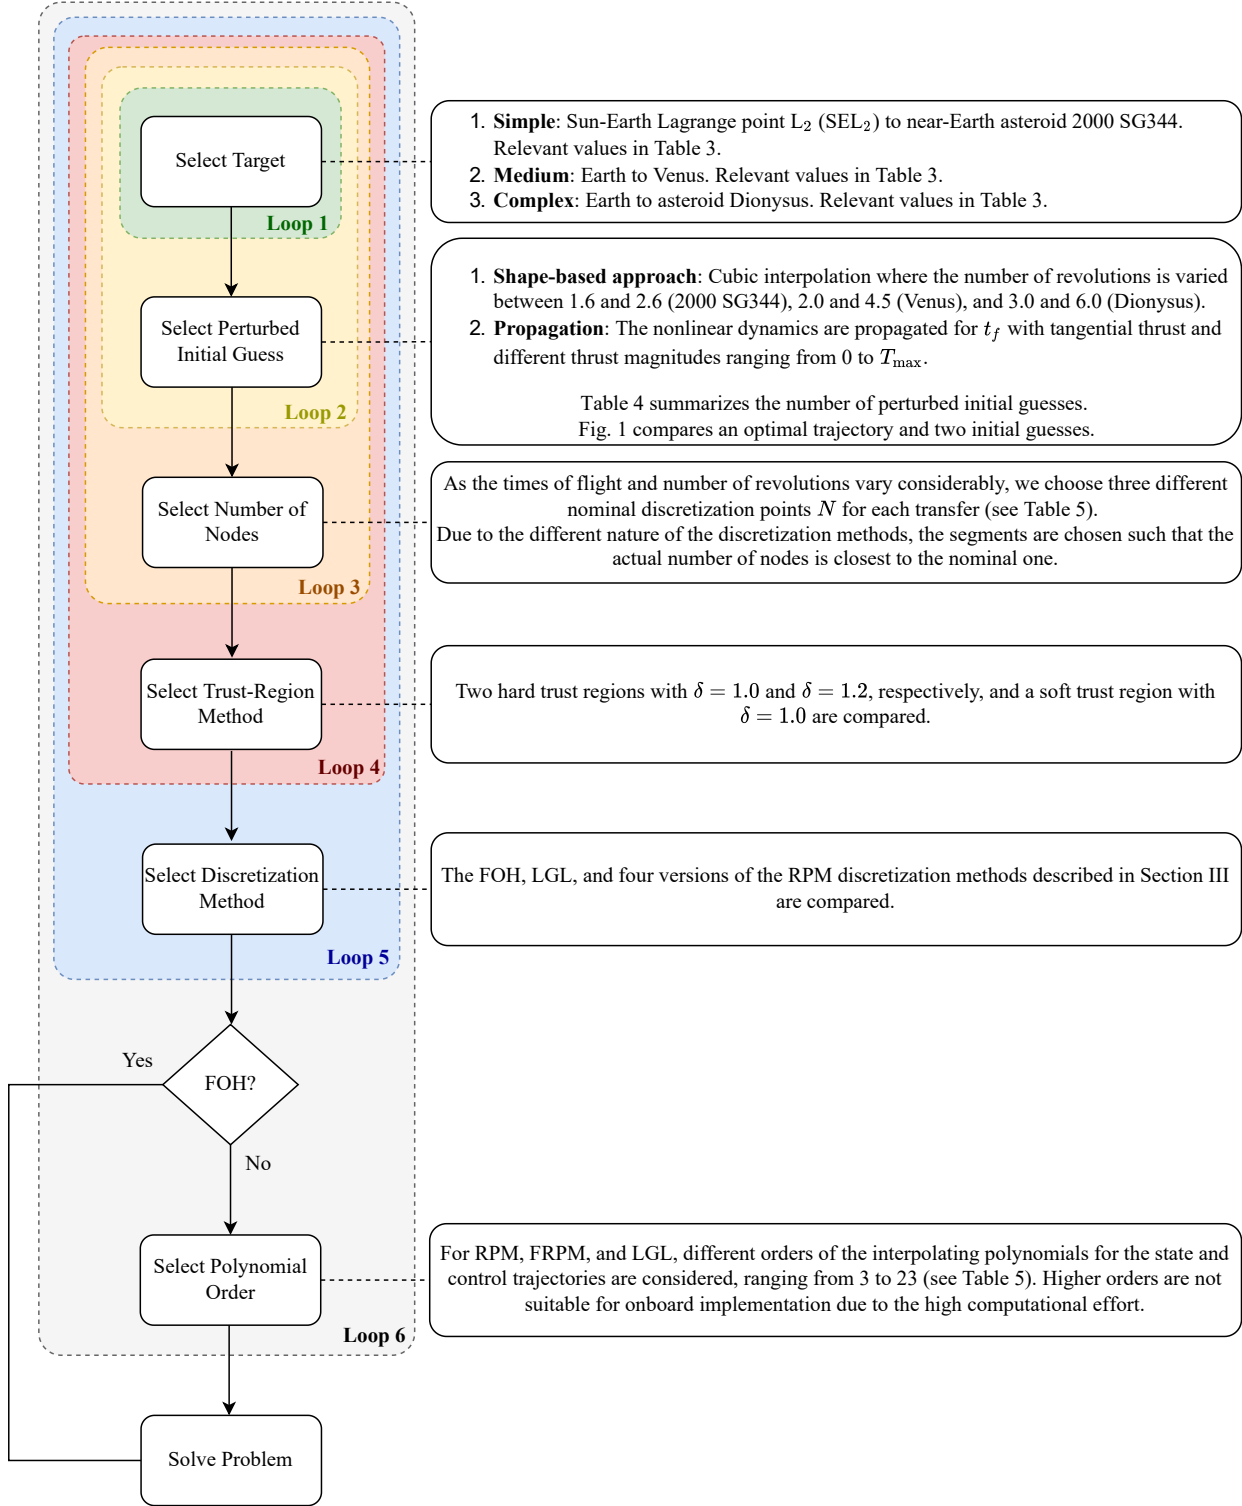 Select Target
Loop 1
1. Simple: Sun-Earth Lagrange point L₂ (SEL₂) to near-Earth asteroid 2000 SG344.
Relevant values in Table 3.
2. Medium: Earth to Venus. Relevant values in Table 3.
3. Complex: Earth to asteroid Dionysus. Relevant values in Table 3.
Select Perturbed
Initial Guess
Loop 2
1. Shape-based approach: Cubic interpolation where the number of revolutions is varied
between 1.6 and 2.6 (2000 SG344), 2.0 and 4.5 (Venus), and 3.0 and 6.0 (Dionysus).
2. Propagation: The nonlinear dynamics are propagated for t_f with tangential thrust and
different thrust magnitudes ranging from 0 to T_max.
Table 4 summarizes the number of perturbed initial guesses.
Fig. 1 compares an optimal trajectory and two initial guesses.
Select Number of
Nodes
Loop 3
As the times of flight and number of revolutions vary considerably, we choose three different
nominal discretization points N for each transfer (see Table 5).
Due to the different nature of the discretization methods, the segments are chosen such that the
actual number of nodes is closest to the nominal one.
Select Trust-Region
Method
Loop 4
Two hard trust regions with δ = 1.0 and δ = 1.2, respectively, and a soft trust region with
δ = 1.0 are compared.
Select Discretization
Method
Loop 5
The FOH, LGL, and four versions of the RPM discretization methods described in Section III
are compared.
Yes
FOH?
No
Select Polynomial
Order
Loop 6
For RPM, FRPM, and LGL, different orders of the interpolating polynomials for the state and
control trajectories are considered, ranging from 3 to 23 (see Table 5). Higher orders are not
suitable for onboard implementation due to the high computational effort.
Solve Problem